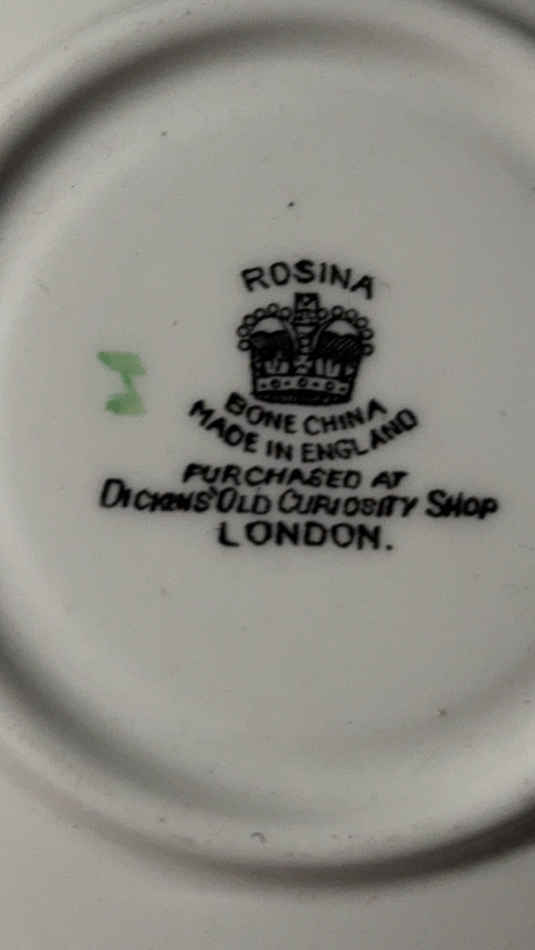 ROSINA
BONE CHINA
MADE IN ENGLAND
PURCHASED AT
DICKENS' OLD CURIOSITY SHOP
LONDON.